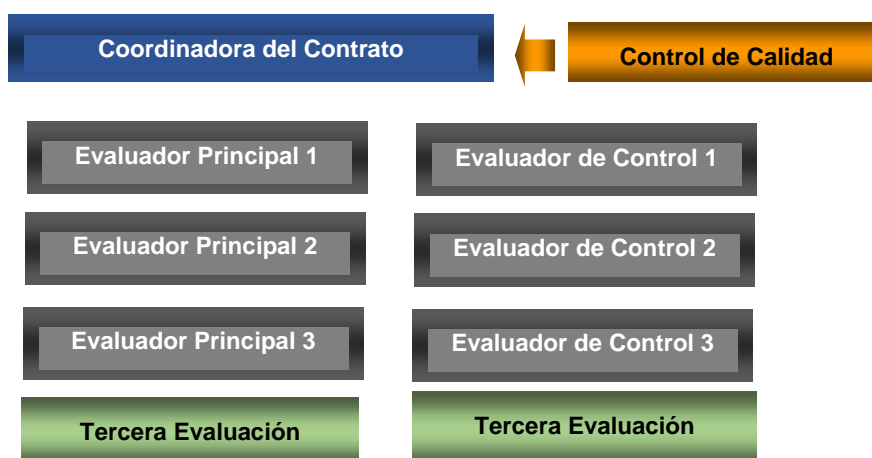 Coordinadora del Contrato
Control de Calidad
Evaluador Principal 1
Evaluador de Control 1
Evaluador Principal 2
Evaluador de Control 2
Evaluador Principal 3
Evaluador de Control 3
Tercera Evaluación
Tercera Evaluación